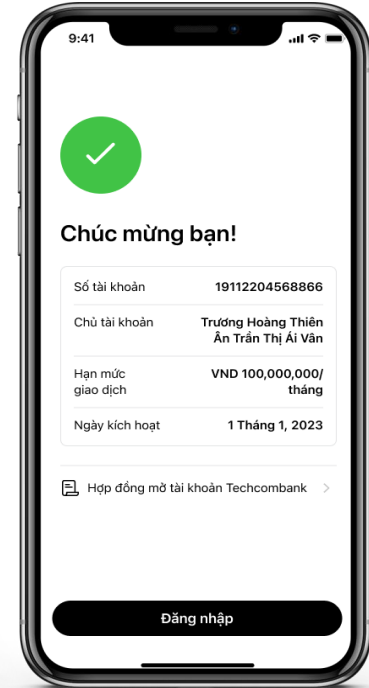 9:41
Chúc mừng bạn!
Số tài khoản 19112204568866
Chủ tài khoản Trương Hoàng Thiên
Ân Trần Thị Ái Vân
Hạn mức VND 100,000,000/
giao dịch tháng
Ngày kích hoạt 1 Tháng 1, 2023
Hợp đồng mở tài khoản Techcombank
Đăng nhập